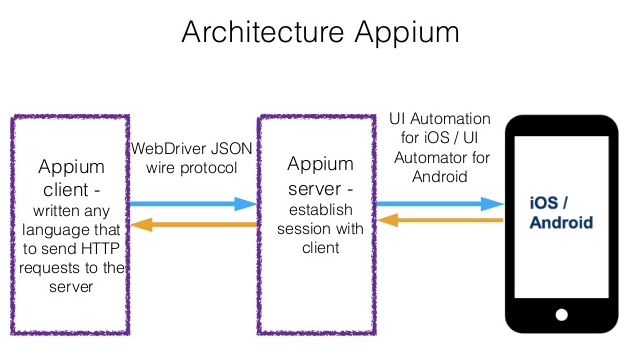 Architecture Appium
Appium
client -
written any
language that
to send HTTP
requests to the
server
WebDriver JSON
wire protocol
Appium
server -
establish
session with
client
UI Automation
for iOS / UI
Automator for
Android
iOS /
Android